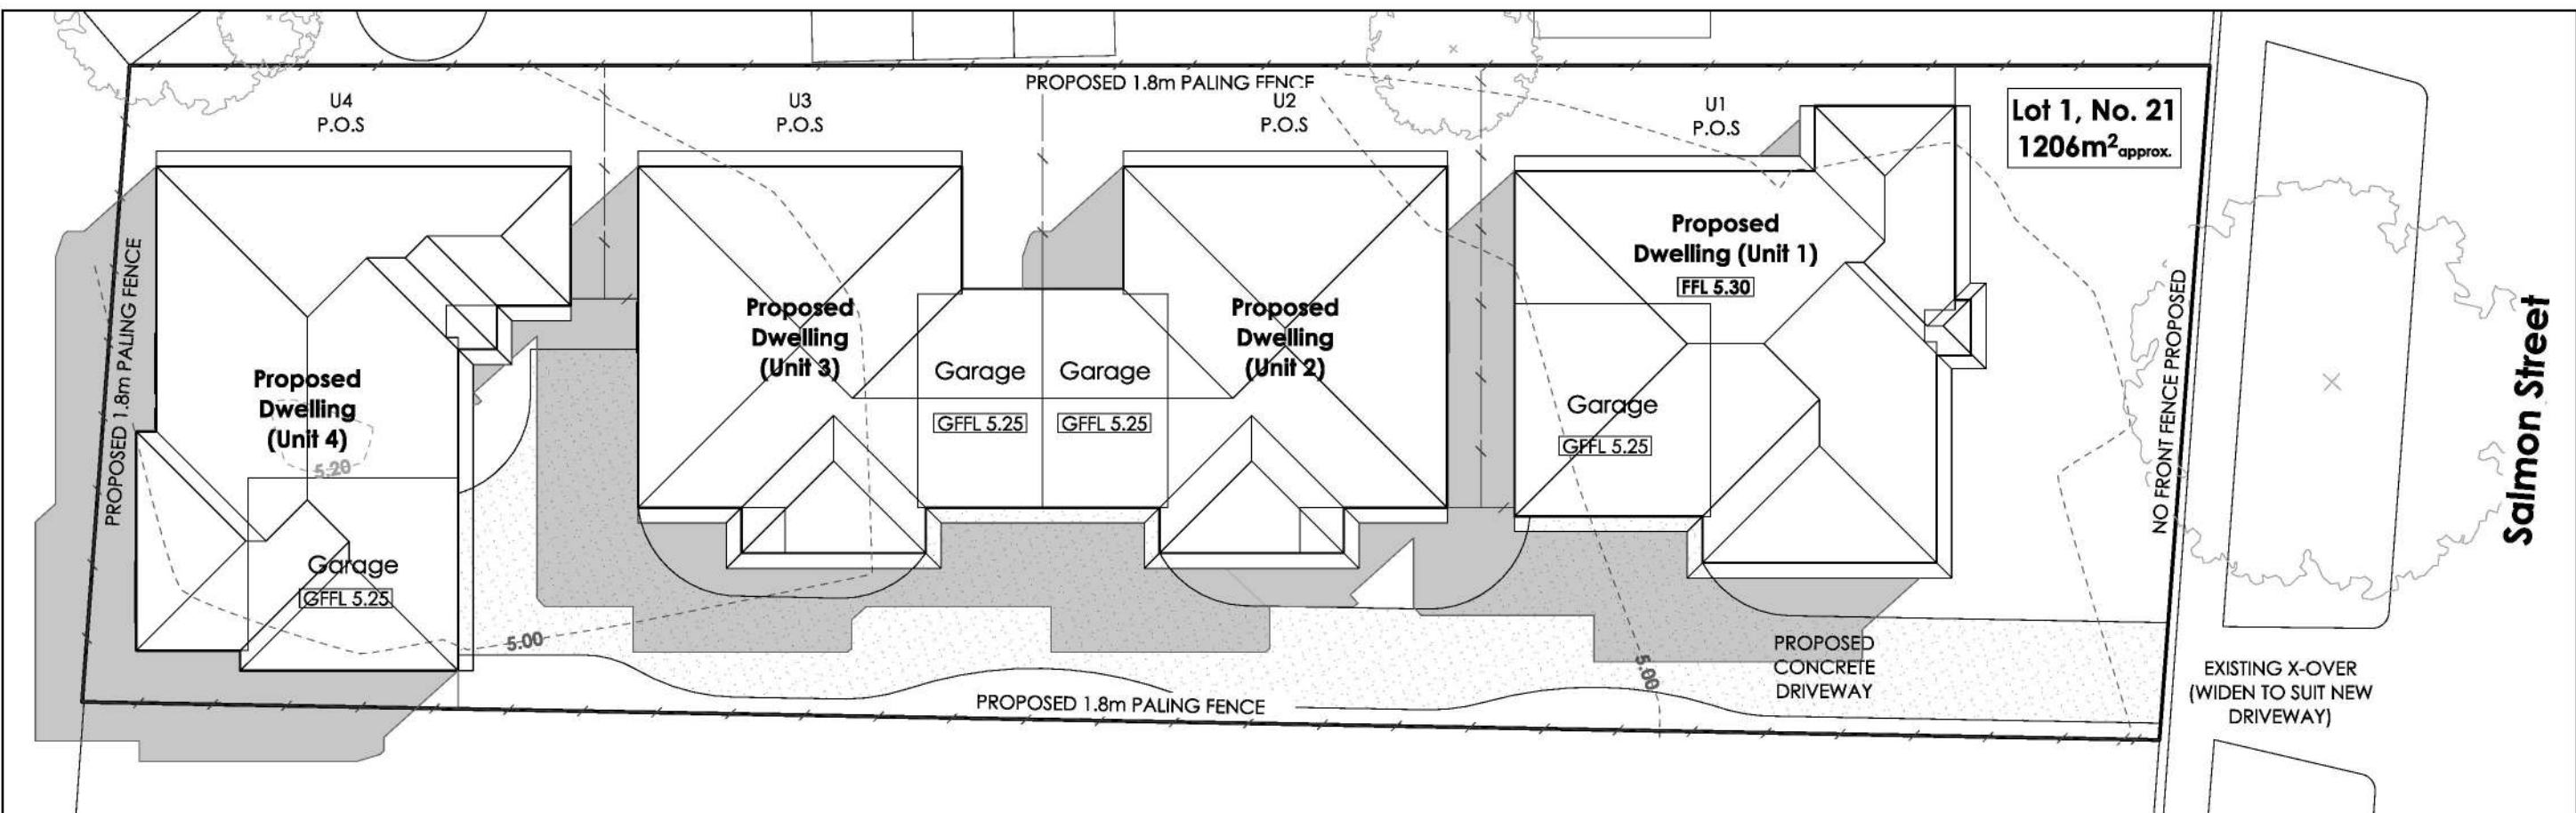 PROPOSED 1.8m PALING FENCE
U4
P.O.S
U3
P.O.S
U2
P.O.S
U1
P.O.S
Lot 1, No. 21
1206m² approx.
PROPOSED 1.8m PALING FENCE
Proposed
Dwelling
(Unit 4)
5.20
Garage
GFFL 5.25
Proposed
Dwelling
(Unit 3)
Garage
GFFL 5.25
Garage
GFFL 5.25
Proposed
Dwelling
(Unit 2)
Proposed
Dwelling (Unit 1)
FFL 5.30
Garage
GFFL 5.25
NO FRONT FENCE PROPOSED
Salmon Street
5.00
5.00
PROPOSED
CONCRETE
DRIVEWAY
PROPOSED 1.8m PALING FENCE
EXISTING X-OVER
(WIDEN TO SUIT NEW
DRIVEWAY)